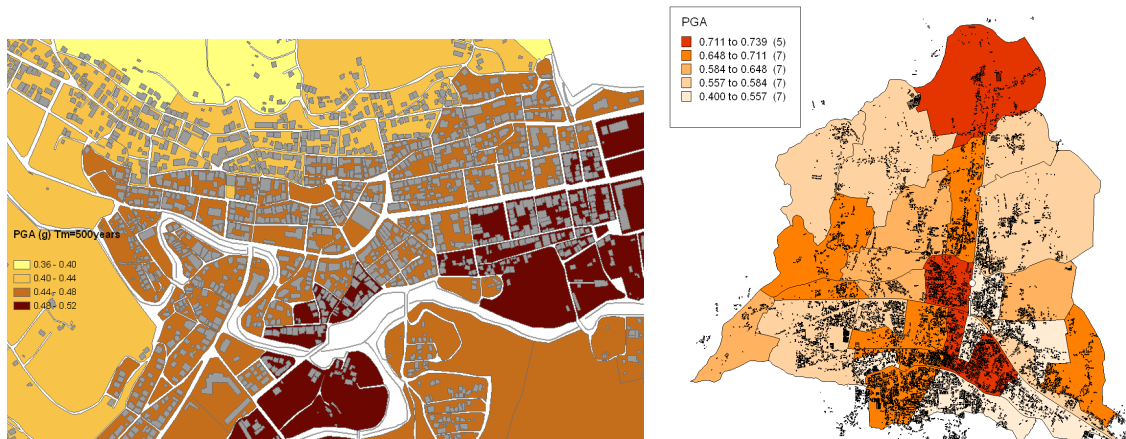 PGA (g) Tm=500years
0.36 - 0.40
0.40 - 0.44
0.44 - 0.48
0.48 - 0.52
PGA
0.711 to 0.739 (5)
0.648 to 0.711 (7)
0.584 to 0.648 (7)
0.557 to 0.584 (7)
0.400 to 0.557 (7)